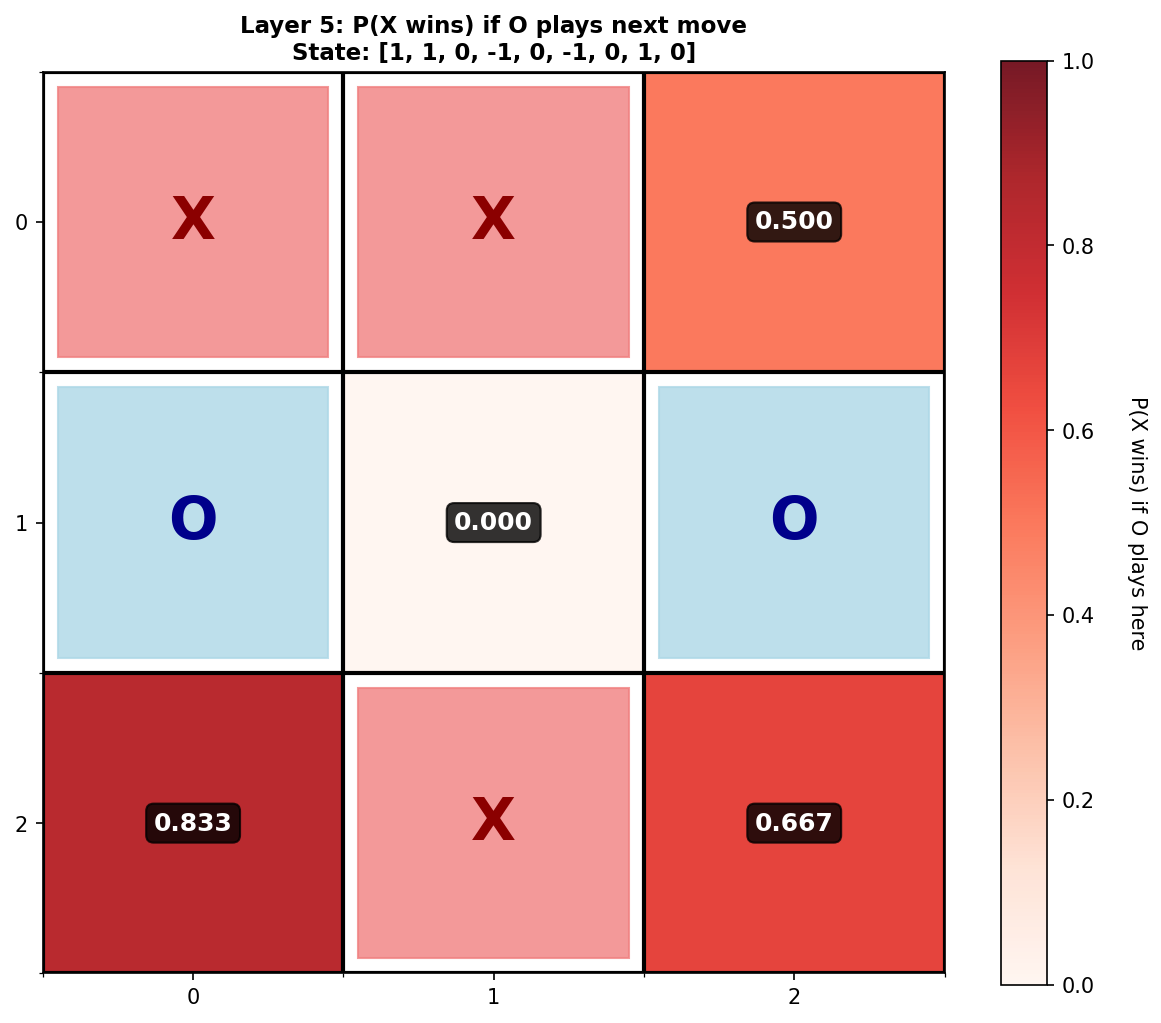 Layer 5: P(X wins) if O plays next move
State: [1, 1, 0, -1, 0, -1, 0, 1, 0]
0
X
X
0.500
1
O
0.000
O
2
0.833
X
0.667
0
1
2
1.0
0.8
0.6
0.4
0.2
0.0
P(X wins) if O plays here